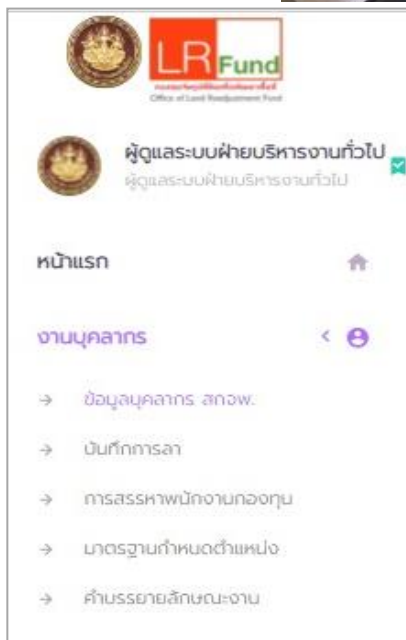 LR Fund
Office of Land Readjustment Fund
ผู้ดูแลระบบฝ่ายบริหารงานทั่วไป
ผู้ดูแลระบบฝ่ายบริหารงานทั่วไป
หน้าแรก
งานบุคลากร
ข้อมูลบุคลากร สกจพ.
บันทึกการลา
การสรรหาพนักงานกองทุน
มาตรฐานกำหนดตำแหน่ง
คำบรรยายลักษณะงาน